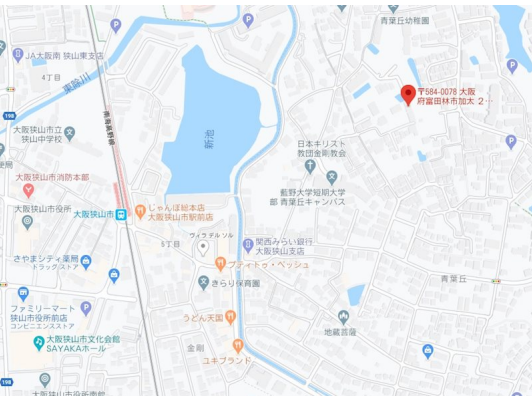 青葉丘幼稚園
JA大阪南 狭山東支店
4丁目
東除川
〒584-0078 大阪
府富田林市加太 2…
198
南海高野線
新池
大阪狭山市立
狭山中学校
日本キリスト
教団金剛教会
便局
大阪狭山市消防本部
藍野大学短期大学
部 青葉丘キャンパス
大阪狭山市役所
大阪狭山市
じゃんぼ総本店
大阪狭山市駅前店
ヴィラデルソル
5丁目
関西みらい銀行
大阪狭山支店
さやまシティ薬局
ドラッグストア
プティトゥ・ペッシュ
きらり保育園
青葉丘
ファミリーマート
狭山市役所前店
コンビニエンスストア
うどん天国
地蔵菩薩
大阪狭山市文化会館
SAYAKAホール
金剛
ユキブランド
198
大阪狭山市役所南館